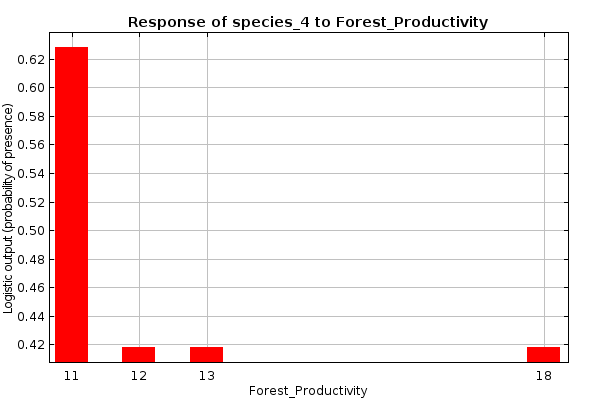 Response of species_4 to Forest_Productivity
Logistic output (probability of presence)
0.62
0.60
0.58
0.56
0.54
0.52
0.50
0.48
0.46
0.44
0.42
11 12 13 18
Forest_Productivity